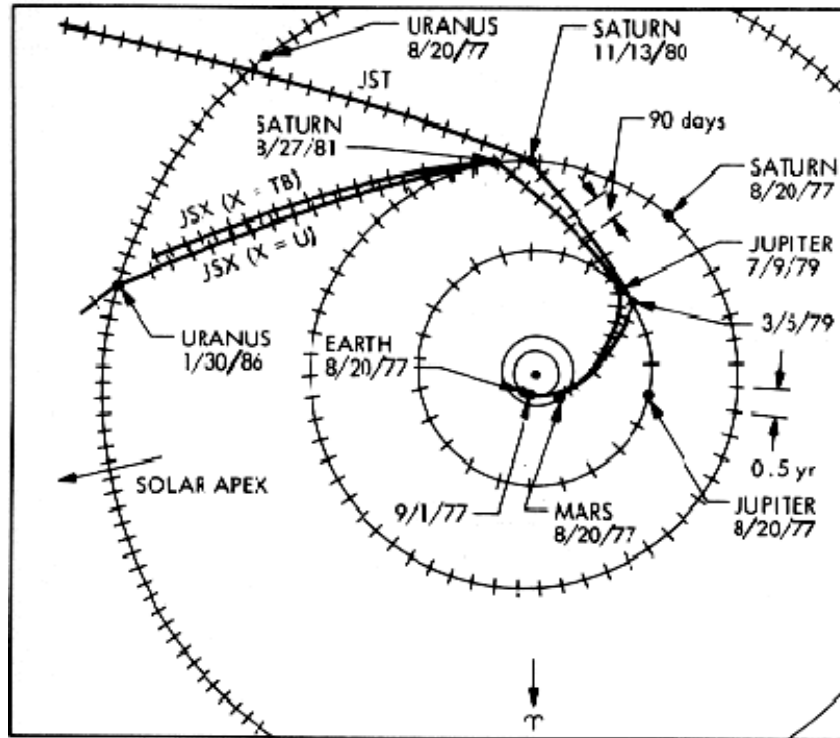 URANUS
8/20/77
SATURN
11/13/80
JST
90 days
SATURN
8/27/81
SATURN
8/20/77
JSX (X = TB)
JSX (X = U)
JUPITER
7/9/79
3/5/79
URANUS
1/30/86
EARTH
8/20/77
0.5 yr
SOLAR APEX
9/1/77
MARS
8/20/77
JUPITER
8/20/77
♈